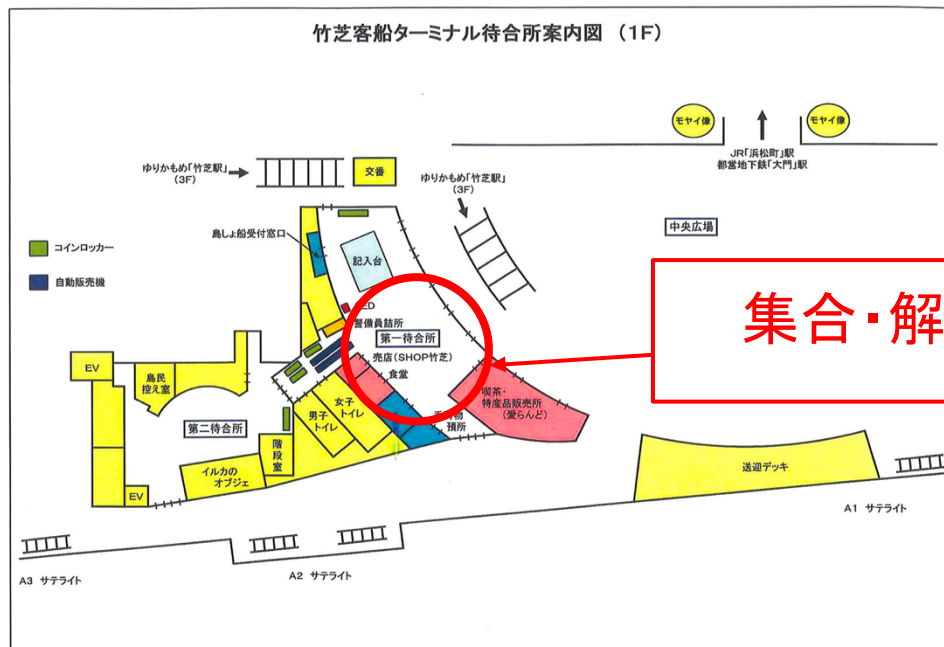 竹芝客船ターミナル待合所案内図 （1F）
モヤイ像
モヤイ像
JR「浜松町」駅
都営地下鉄「大門」駅
ゆりかもめ「竹芝駅」
（3F）
交番
ゆりかもめ「竹芝駅」
（3F）
中央広場
島しょ船受付窓口
コインロッカー
自動販売機
記入台
集合・解
ED
警備員詰所
第一待合所
売店（SHOP竹芝）
食堂
EV
島民
控え室
喫茶・
特産品販売所
（愛らんど）
女子
トイレ
男子
トイレ
預所
第二待合所
階
段
室
イルカの
オブジェ
送迎デッキ
EV
A1 サテライト
A2 サテライト
A3 サテライト